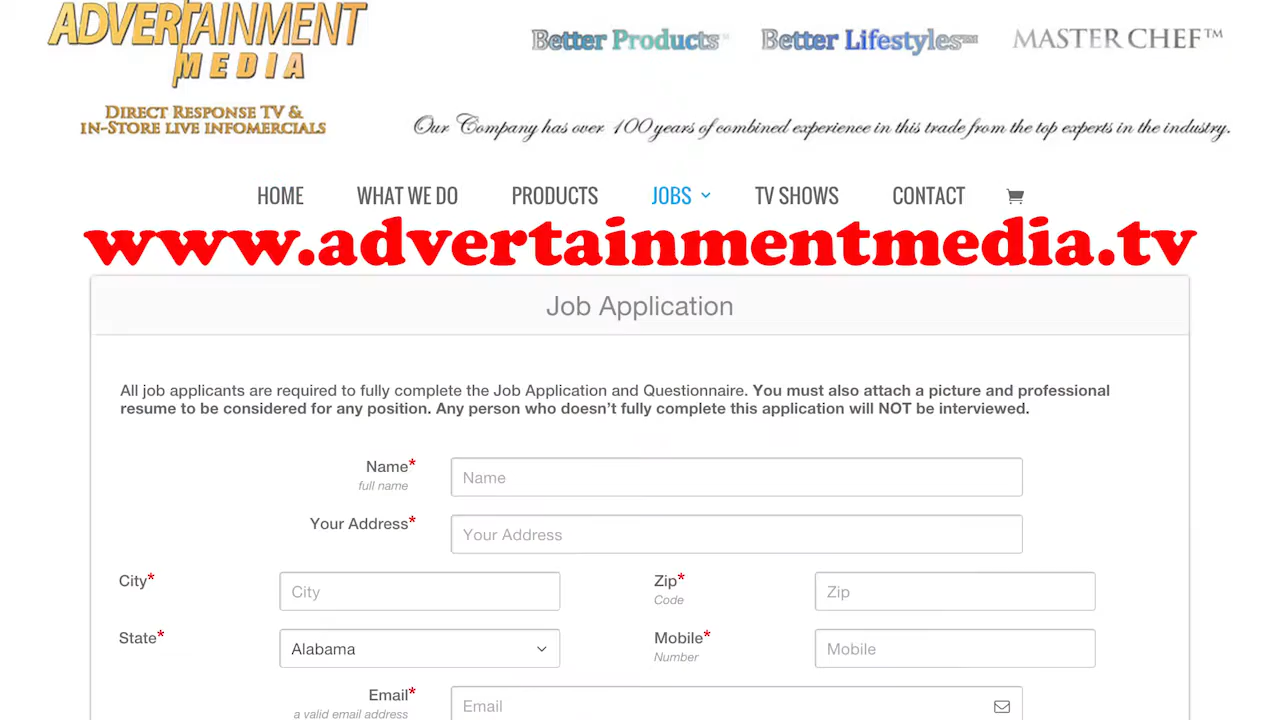 ADVERTAINMENT
MEDIA
DIRECT RESPONSE TV &
IN-STORE LIVE INFOMERCIALS
Better Products™ Better Lifestyles™ MASTER CHEF™
Our Company has over 100 years of combined experience in this trade from the top experts in the industry.
HOME WHAT WE DO PRODUCTS JOBS TV SHOWS CONTACT
www.advertainmentmedia.tv
Job Application
All job applicants are required to fully complete the Job Application and Questionnaire. You must also attach a picture and professional
resume to be considered for any position. Any person who doesn't fully complete this application will NOT be interviewed.
Name* Name
full name
Your Address* Your Address
City* City Zip* Zip
Code
State* Alabama Mobile* Mobile
Number
Email* Email
a valid email address